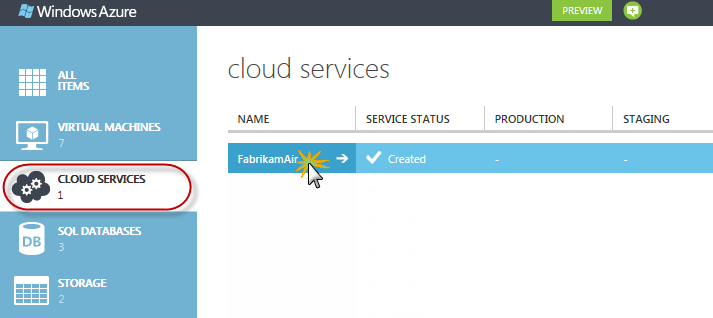 Windows Azure
PREVIEW
ALL
ITEMS
VIRTUAL MACHINES
7
CLOUD SERVICES
1
SQL DATABASES
3
DB
STORAGE
2
cloud services
NAME
SERVICE STATUS
PRODUCTION
STAGING
FabrikamAir
Created
-
-